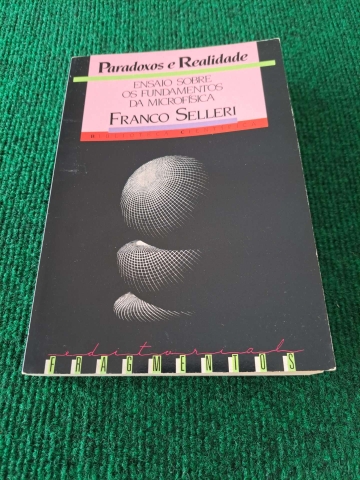 Paradoxos e Realidade
ENSAIO SOBRE
OS FUNDAMENTOS
DA MICROFÍSICA
FRANCO SELLERI
editorial
FRAGMENTOS